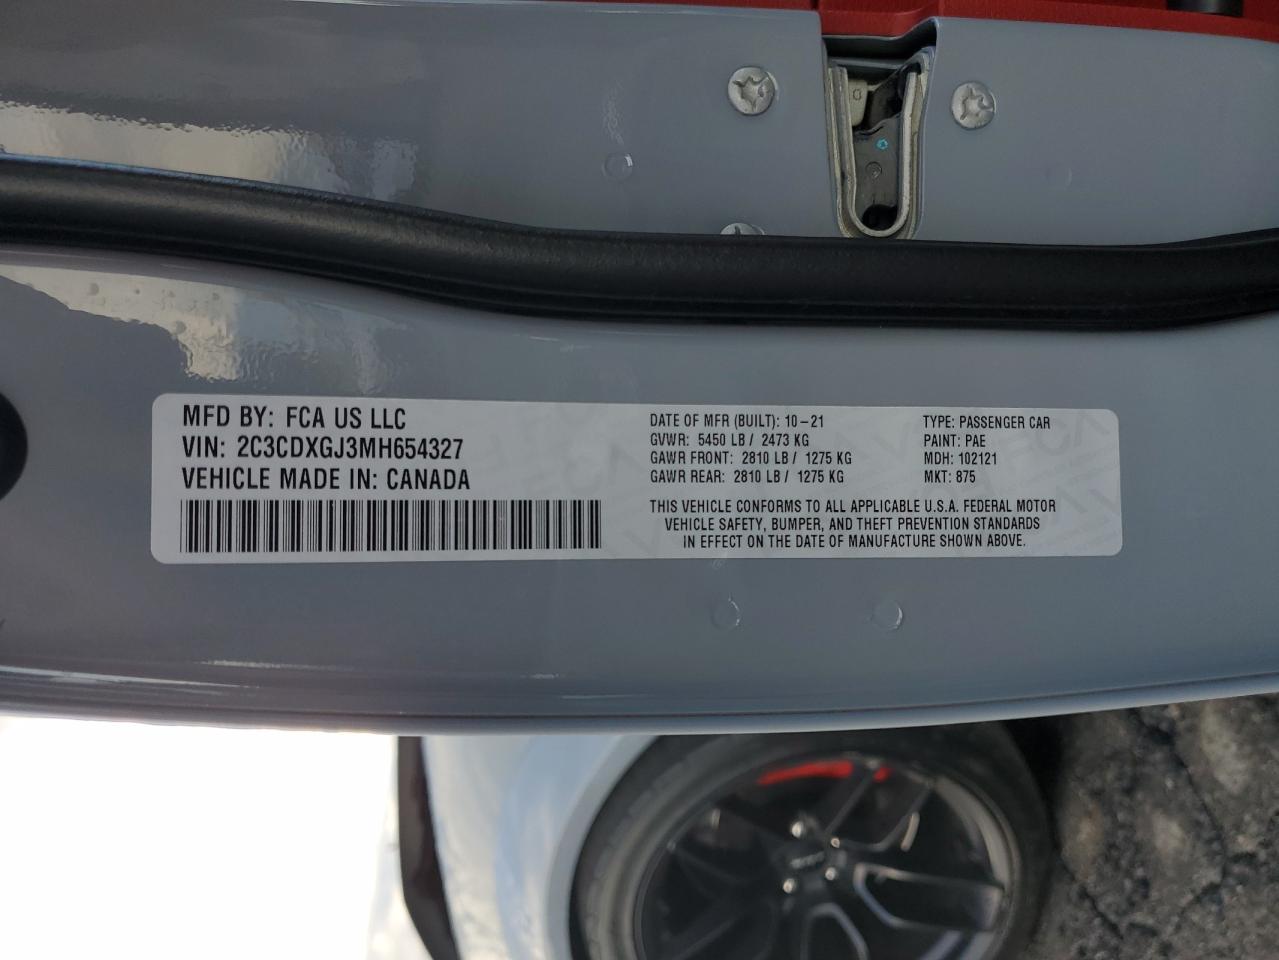 MFD BY: FCA US LLC
VIN: 2C3CDXGJ3MH654327
VEHICLE MADE IN: CANADA
DATE OF MFR (BUILT): 10-21
GVWR: 5450 LB / 2473 KG
GAWR FRONT: 2810 LB / 1275 KG
GAWR REAR: 2810 LB / 1275 KG
TYPE: PASSENGER CAR
PAINT: PAE
MDH: 102121
MKT: 875
THIS VEHICLE CONFORMS TO ALL APPLICABLE U.S.A. FEDERAL MOTOR
VEHICLE SAFETY, BUMPER, AND THEFT PREVENTION STANDARDS
IN EFFECT ON THE DATE OF MANUFACTURE SHOWN ABOVE.